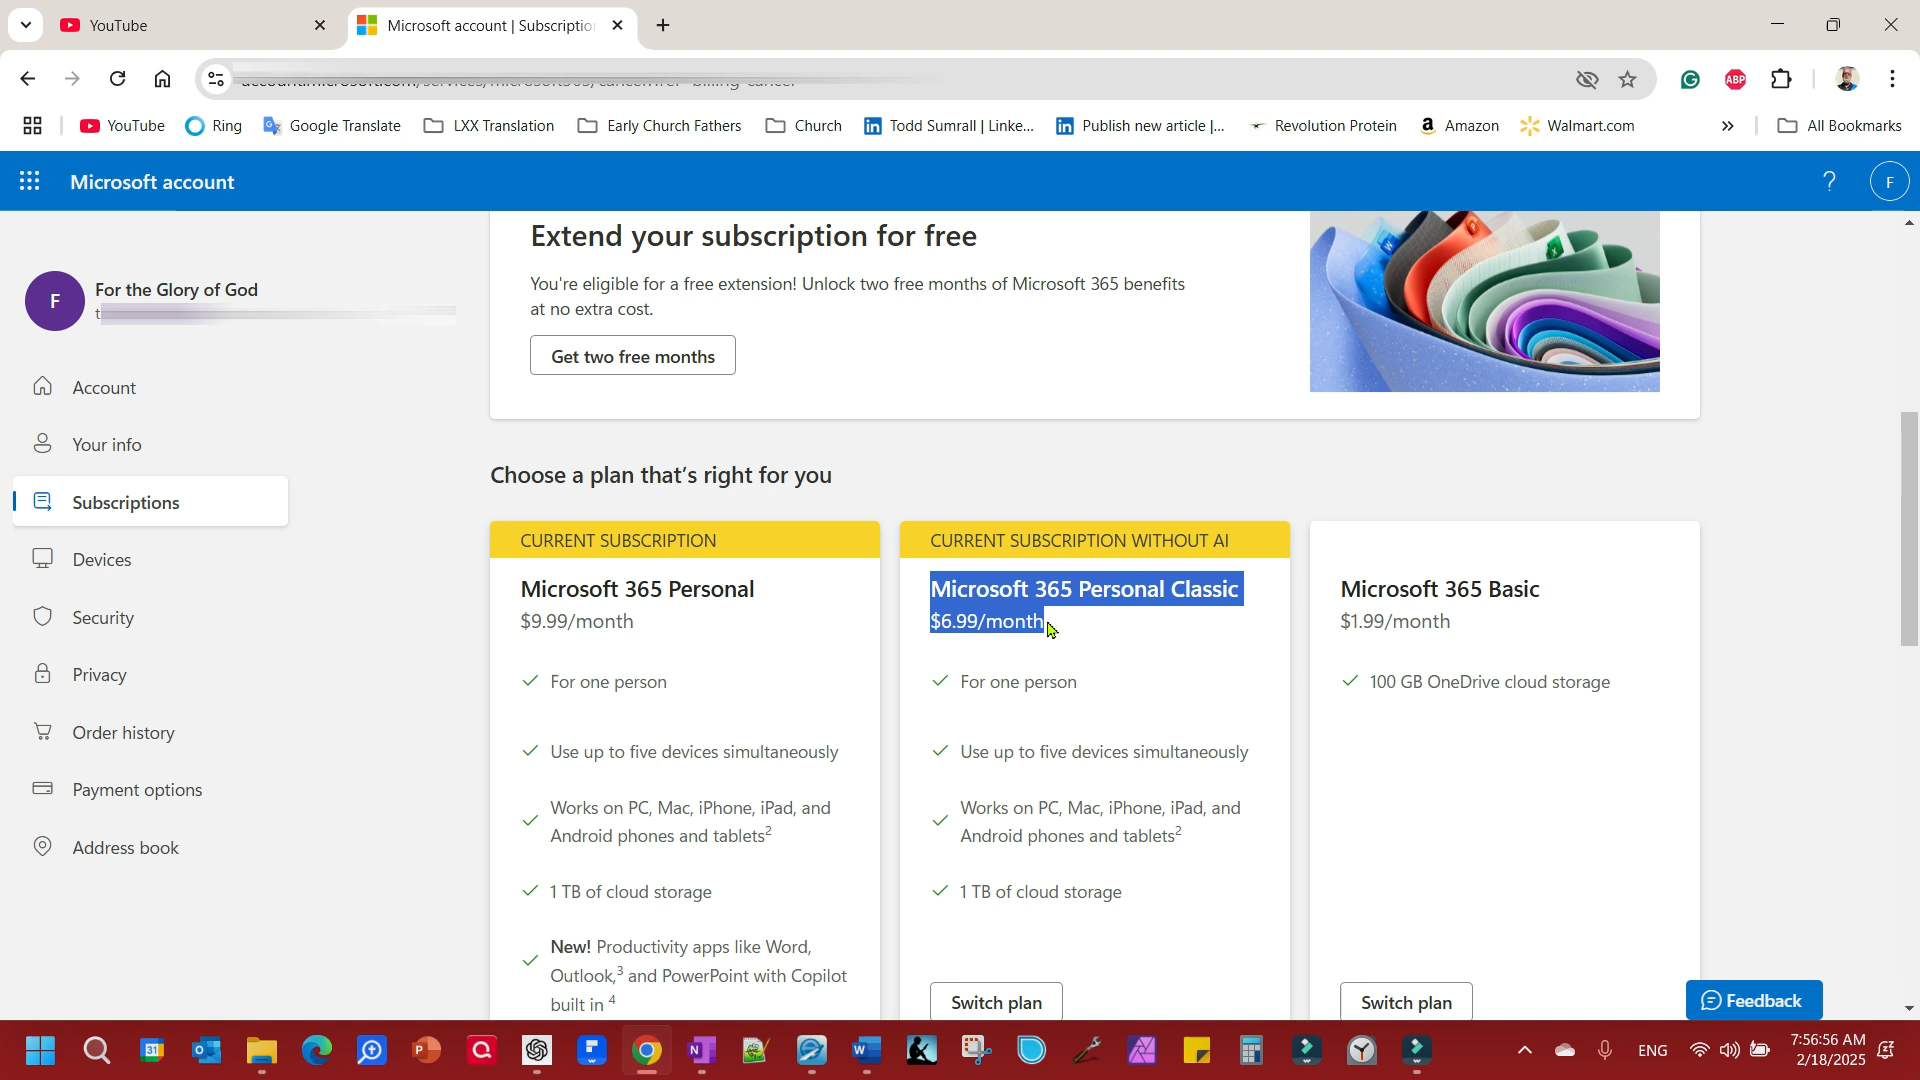 YouTube
Microsoft account | Subscription
YouTube
Ring
Google Translate
LXX Translation
Early Church Fathers
Church
Todd Sumrall | Linke...
Publish new article |...
Revolution Protein
Amazon
Walmart.com
»
All Bookmarks
Microsoft account
?
F
F
For the Glory of God
t
Account
Your info
Subscriptions
Devices
Security
Privacy
Order history
Payment options
Address book
Extend your subscription for free
You're eligible for a free extension! Unlock two free months of Microsoft 365 benefits
at no extra cost.
Get two free months
Choose a plan that's right for you
CURRENT SUBSCRIPTION
Microsoft 365 Personal
$9.99/month
For one person
Use up to five devices simultaneously
Works on PC, Mac, iPhone, iPad, and
Android phones and tablets2
1 TB of cloud storage
New! Productivity apps like Word,
Outlook,3 and PowerPoint with Copilot
built in 4
CURRENT SUBSCRIPTION WITHOUT AI
Microsoft 365 Personal Classic
$6.99/month
For one person
Use up to five devices simultaneously
Works on PC, Mac, iPhone, iPad, and
Android phones and tablets2
1 TB of cloud storage
Switch plan
Microsoft 365 Basic
$1.99/month
100 GB OneDrive cloud storage
Switch plan
Feedback
ENG
7:56:56 AM
2/18/2025